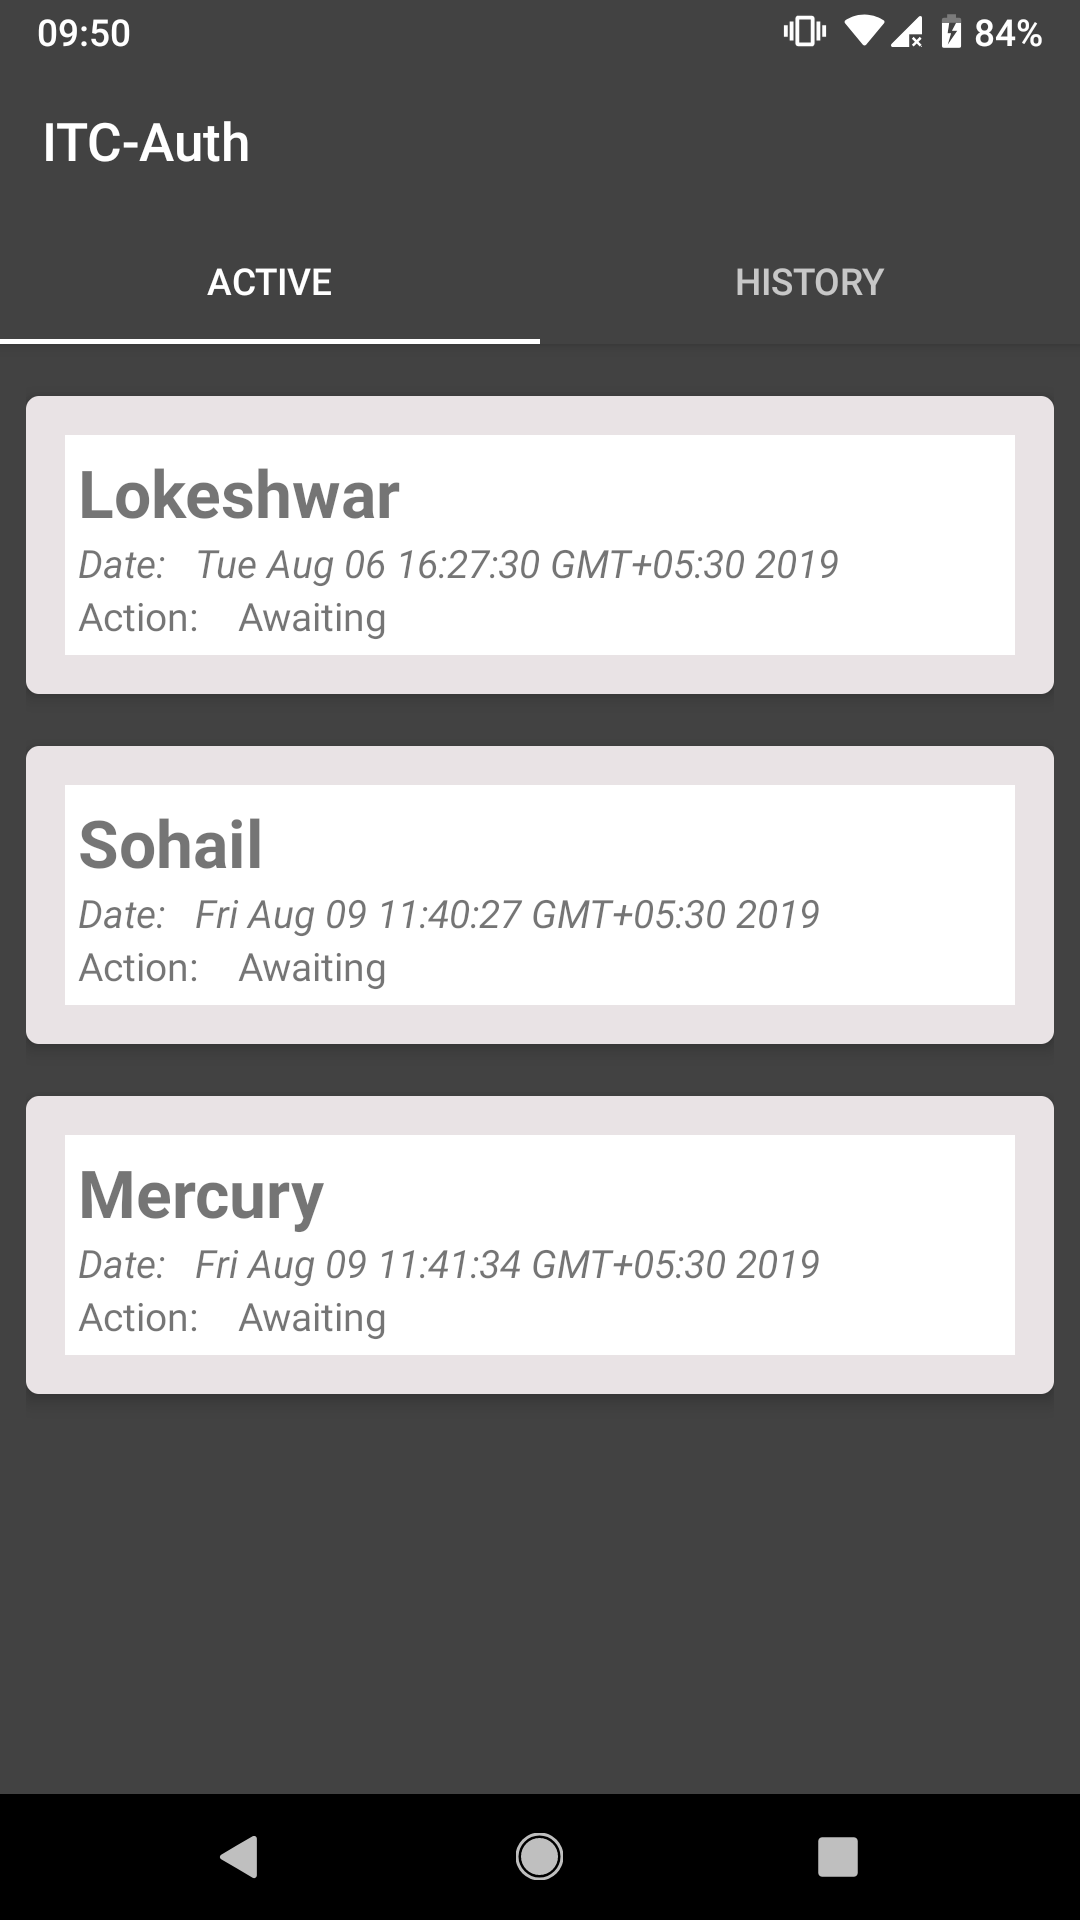 09:50 84%
ITC-Auth
ACTIVE HISTORY
Lokeshwar
Date: Tue Aug 06 16:27:30 GMT+05:30 2019
Action: Awaiting
Sohail
Date: Fri Aug 09 11:40:27 GMT+05:30 2019
Action: Awaiting
Mercury
Date: Fri Aug 09 11:41:34 GMT+05:30 2019
Action: Awaiting